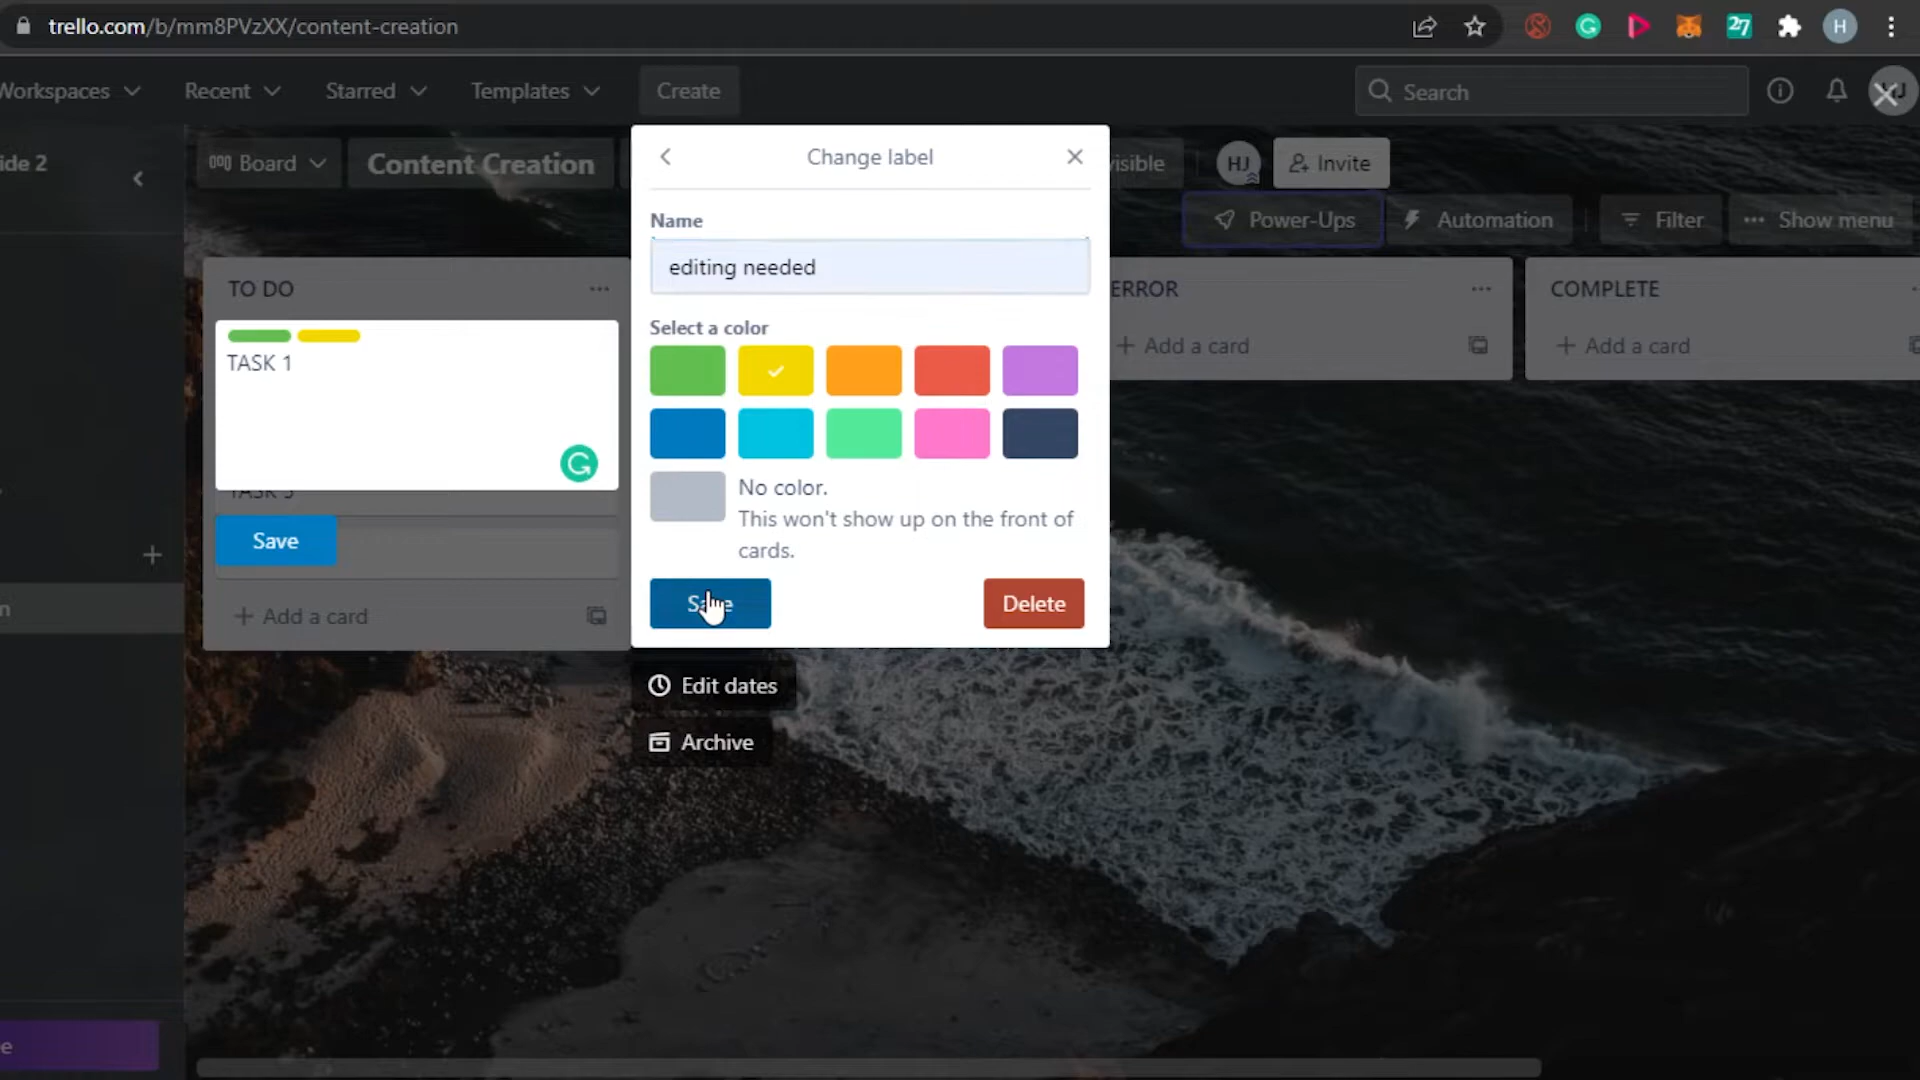 trello.com/b/mm8PVzXX/content-creation
27
H
Workspaces
Recent
Starred
Templates
Create
Search
ide 2
Board
Content Creation
Change label
isible
HJ
Invite
Power-Ups
Automation
Filter
Show menu
Name
editing needed
TO DO
ERROR
COMPLETE
Select a color
TASK 1
Add a card
Add a card
No color.
This won't show up on the front of
cards.
Save
Save
Delete
Add a card
Edit dates
Archive